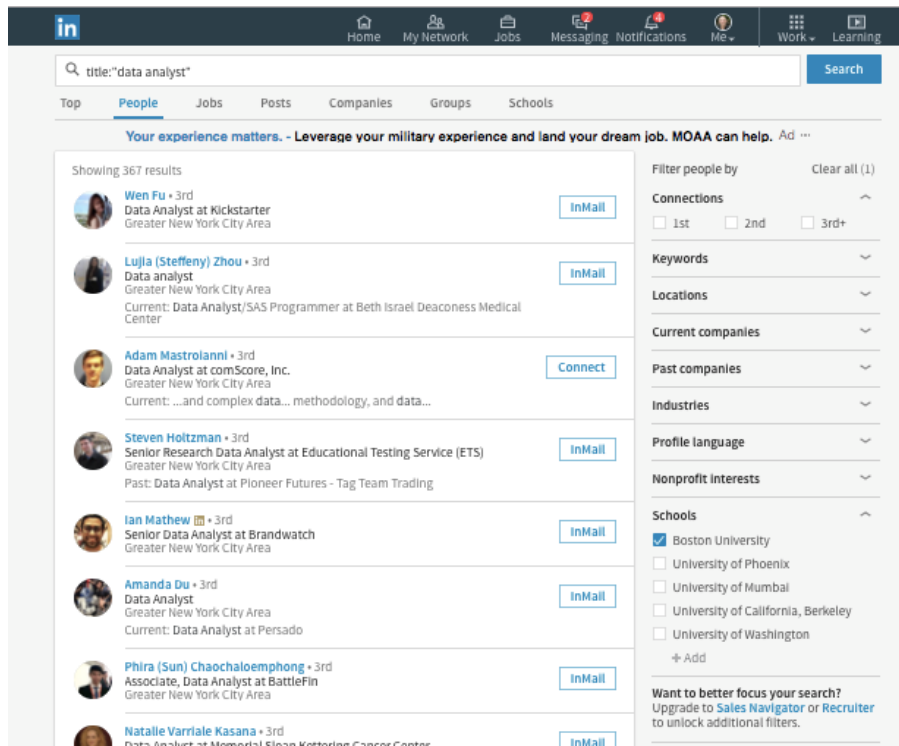 in
Home My Network Jobs Messaging 2 Notifications 4 Me Work Learning
title:"data analyst"
Search
Top People Jobs Posts Companies Groups Schools
Your experience matters. - Leverage your military experience and land your dream job. MOAA can help. Ad ···
Showing 367 results
Wen Fu • 3rd
Data Analyst at Kickstarter
Greater New York City Area
InMail
Lujia (Steffeny) Zhou • 3rd
Data analyst
Greater New York City Area
Current: Data Analyst/SAS Programmer at Beth Israel Deaconess Medical
Center
InMail
Adam Mastroianni • 3rd
Data Analyst at comScore, Inc.
Greater New York City Area
Current: ...and complex data... methodology, and data...
Connect
Steven Holtzman • 3rd
Senior Research Data Analyst at Educational Testing Service (ETS)
Greater New York City Area
Past: Data Analyst at Pioneer Futures - Tag Team Trading
InMail
Ian Mathew in • 3rd
Senior Data Analyst at Brandwatch
Greater New York City Area
InMail
Amanda Du • 3rd
Data Analyst
Greater New York City Area
Current: Data Analyst at Persado
InMail
Phira (Sun) Chaochaloemphong • 3rd
Associate, Data Analyst at BattleFin
Greater New York City Area
InMail
Natalie Varriale Kasana • 3rd
Data Analyst at Memorial Sloan Kettering Cancer Center
InMail
Filter people by Clear all (1)
Connections
1st 2nd 3rd+
Keywords
Locations
Current companies
Past companies
Industries
Profile language
Nonprofit interests
Schools
Boston University
University of Phoenix
University of Mumbai
University of California, Berkeley
University of Washington
+ Add
Want to better focus your search?
Upgrade to Sales Navigator or Recruiter
to unlock additional filters.